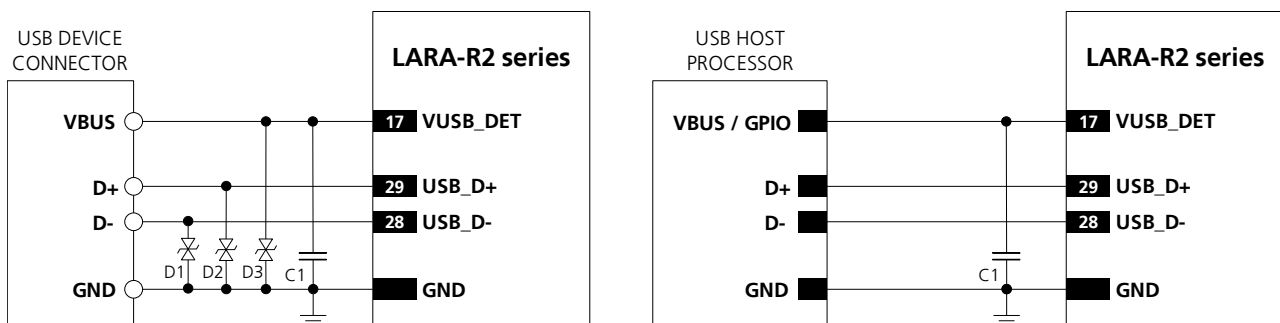 USB DEVICE
CONNECTOR
LARA-R2 series
VBUS
17 VUSB_DET
D+
29 USB_D+
D-
28 USB_D-
D1 D2 D3 C1
GND
GND
USB HOST
PROCESSOR
LARA-R2 series
VBUS / GPIO
17 VUSB_DET
D+
29 USB_D+
D-
28 USB_D-
C1
GND
GND